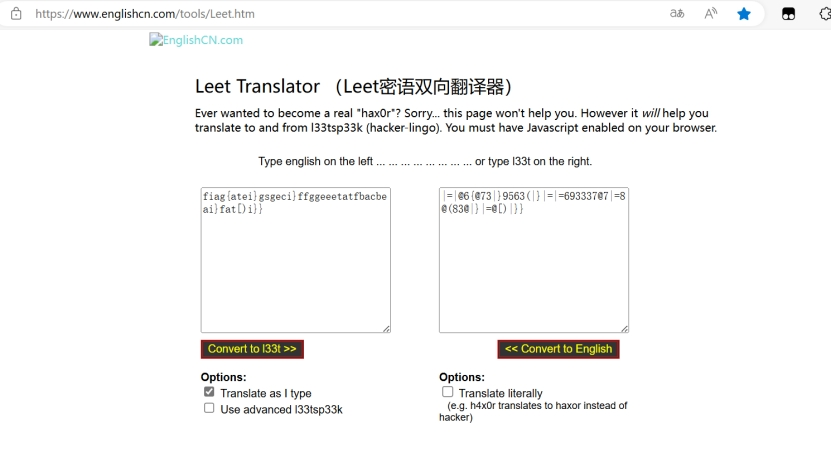 https://www.englishcn.com/tools/Leet.htm
EnglishCN.com
Leet Translator （Leet密语双向翻译器）
Ever wanted to become a real "hax0r"? Sorry... this page won't help you. However it will help you
translate to and from l33tsp33k (hacker-lingo). You must have Javascript enabled on your browser.
Type english on the left ... ... ... ... ... ... ... ... or type l33t on the right.
fiag{atei}gsgeci}ffggeeetatfbacbe
ai}fat[)i}}
|=|@6{@73|}9563(|}|=|=693337@7|=8
@(83@|}|=@[)|}}
Convert to l33t >>
<< Convert to English
Options:
Translate as I type
Use advanced l33tsp33k
Options:
Translate literally
(e.g. h4x0r translates to haxor instead of
hacker)